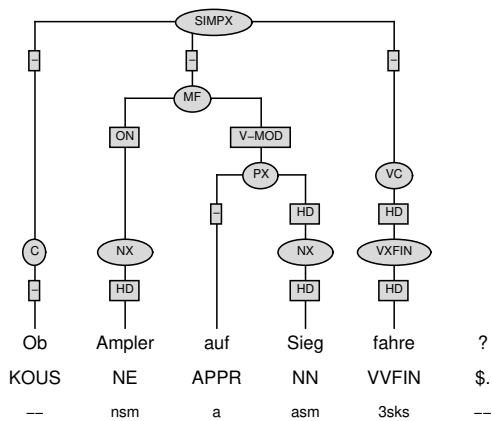 SIMPX
– – –
MF
ON V–MOD
PX VC
– HD HD
C NX NX VXFIN
– HD HD HD
Ob Ampler auf Sieg fahre ?
KOUS NE APPR NN VVFIN $.
–– nsm a asm 3sks ––